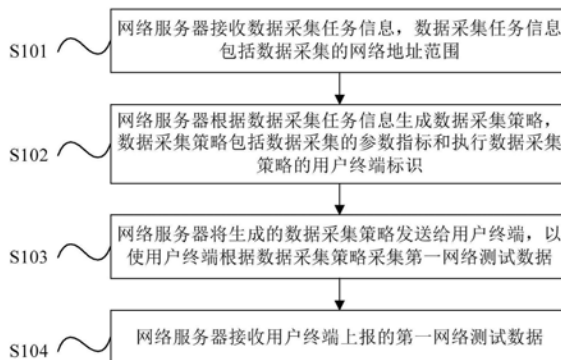 S101
网络服务器接收数据采集任务信息，数据采集任务信息
包括数据采集的网络地址范围
S102
网络服务器根据数据采集任务信息生成数据采集策略，
数据采集策略包括数据采集的参数指标和执行数据采集
策略的用户终端标识
S103
网络服务器将生成的数据采集策略发送给用户终端，以
使用户终端根据数据采集策略采集第一网络测试数据
S104
网络服务器接收用户终端上报的第一网络测试数据